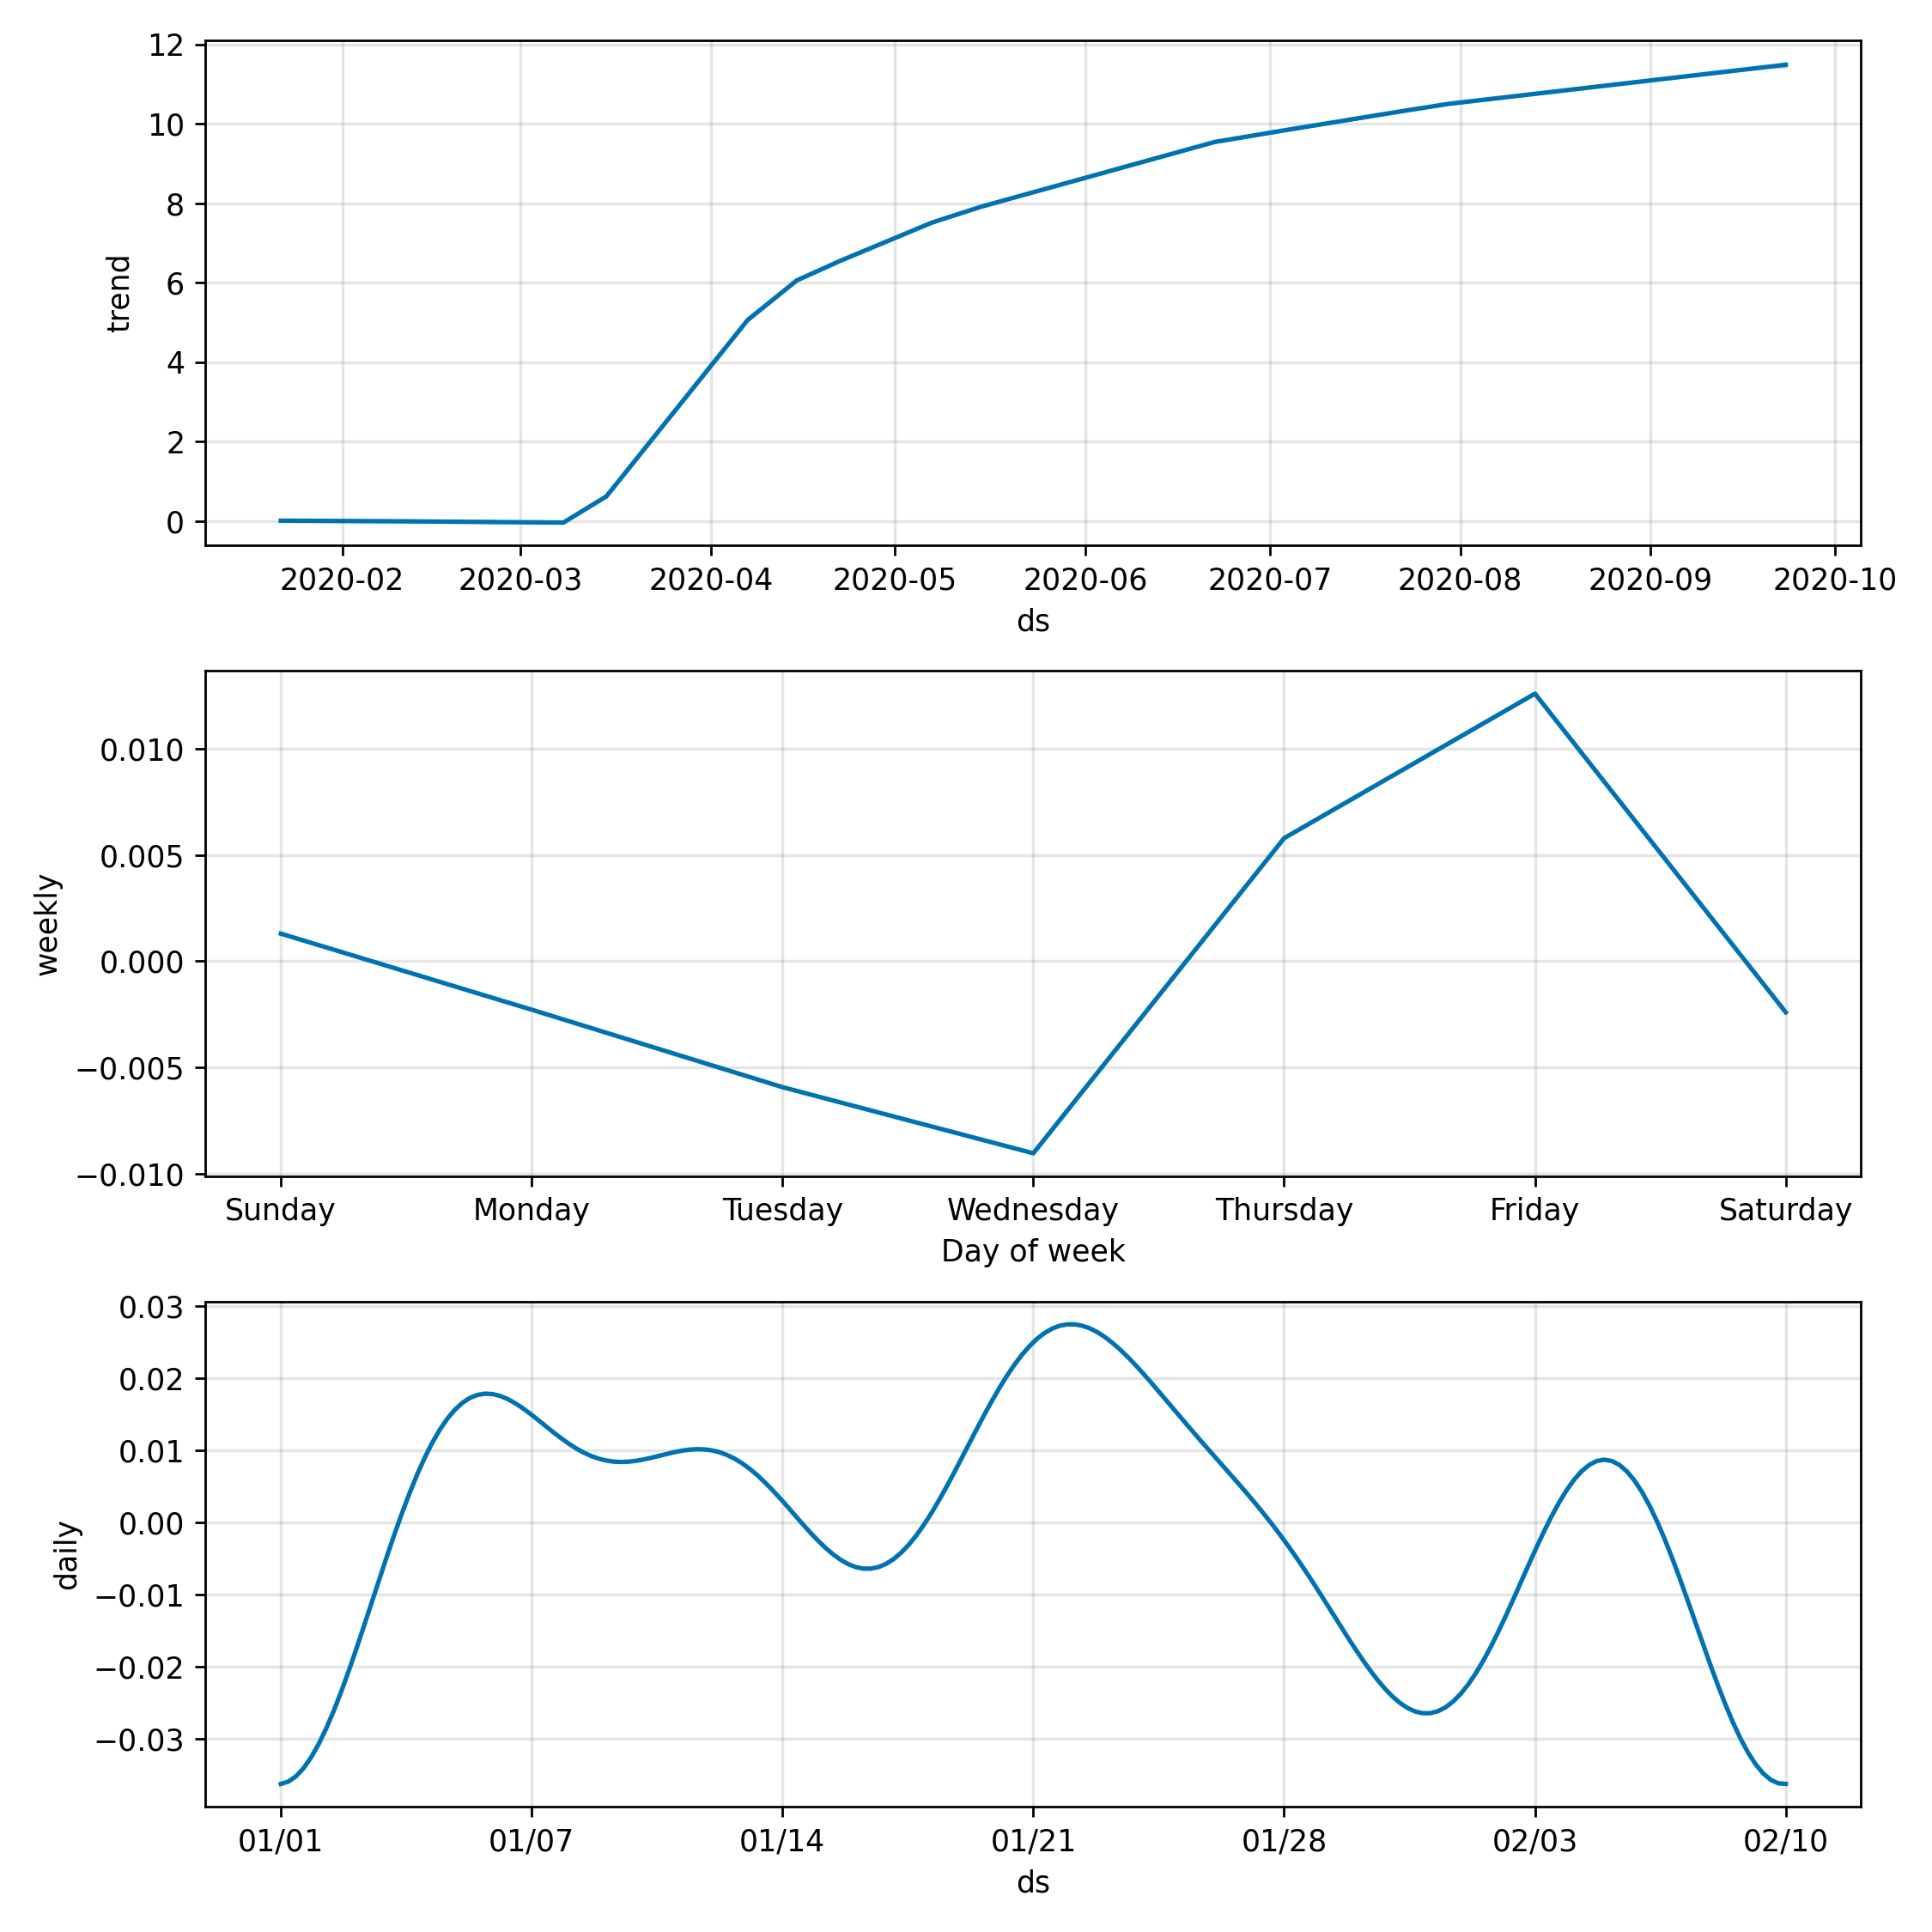 12
10
8
6
4
2
0
trend
2020-02 2020-03 2020-04 2020-05 2020-06 2020-07 2020-08 2020-09 2020-10
ds
0.010
0.005
0.000
−0.005
−0.010
weekly
Sunday Monday Tuesday Wednesday Thursday Friday Saturday
Day of week
0.03
0.02
0.01
0.00
−0.01
−0.02
−0.03
daily
01/01 01/07 01/14 01/21 01/28 02/03 02/10
ds